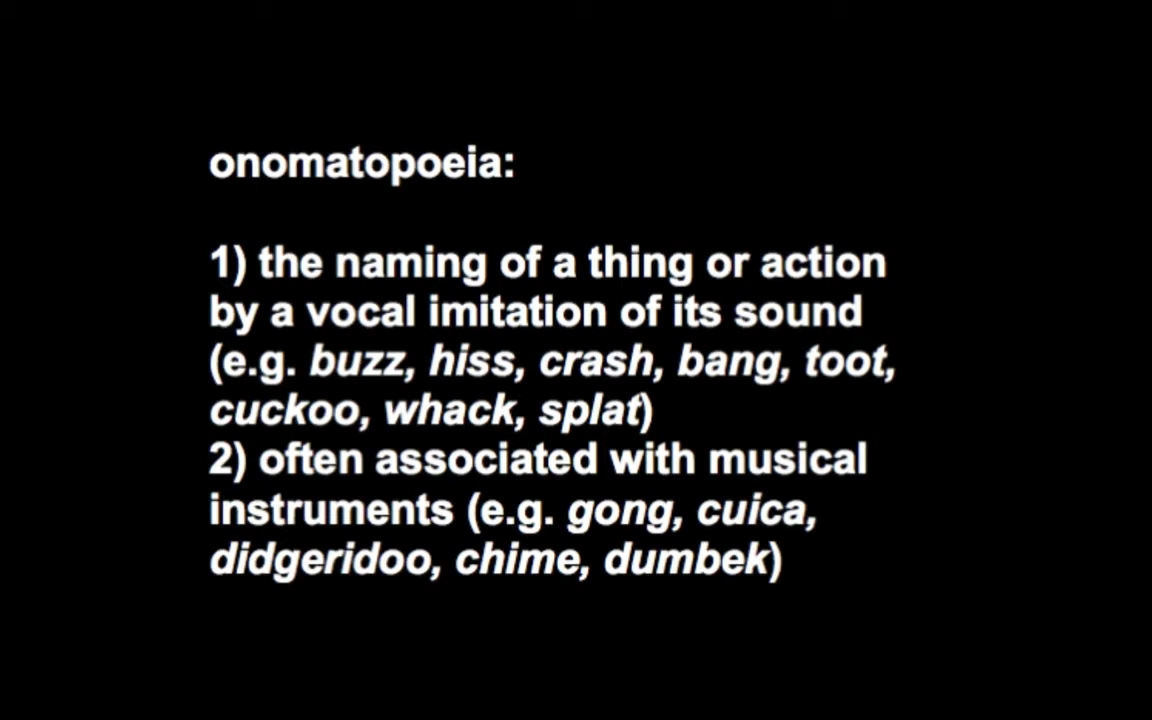 onomatopoeia:
1) the naming of a thing or action
by a vocal imitation of its sound
(e.g. buzz, hiss, crash, bang, toot,
cuckoo, whack, splat)
2) often associated with musical
instruments (e.g. gong, cuica,
didgeridoo, chime, dumbek)